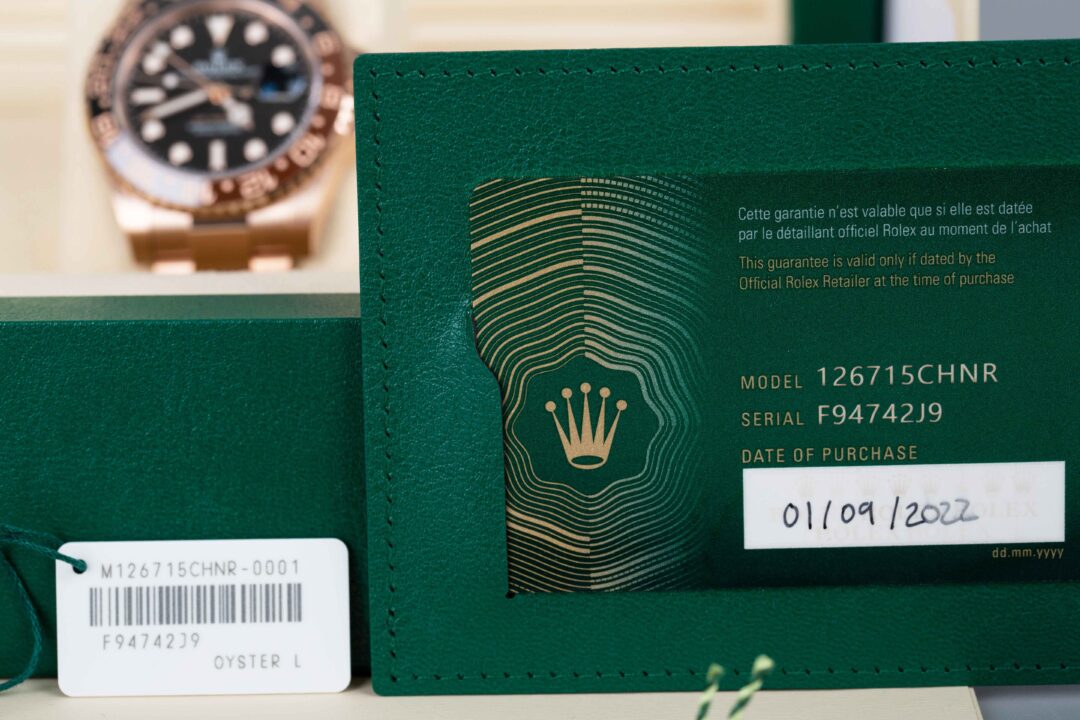 Cette garantie n'est valable que si elle est datée
par le détaillant officiel Rolex au moment de l'achat
This guarantee is valid only if dated by the
Official Rolex Retailer at the time of purchase
MODEL 126715CHNR
SERIAL F94742J9
DATE OF PURCHASE
01/09/2022
dd.mm.yyyy
M126715CHNR-0001
F94742J9
OYSTER L